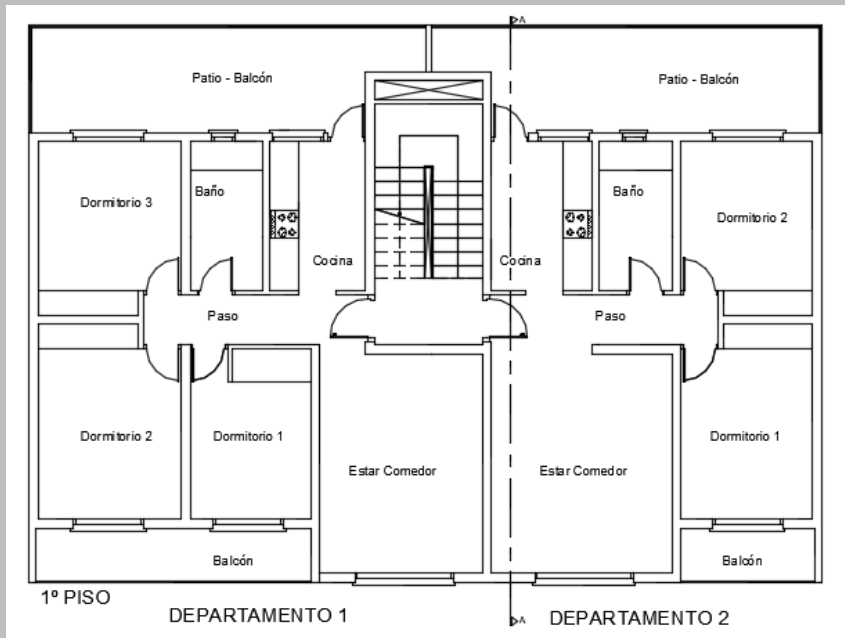 A
Patio - Balcón
Patio - Balcón
Dormitorio 3
Baño
Baño
Dormitorio 2
Cocina
Cocina
Paso
Paso
Dormitorio 2
Dormitorio 1
Dormitorio 1
Estar Comedor
Estar Comedor
Balcón
Balcón
1º PISO
DEPARTAMENTO 1
DEPARTAMENTO 2
A